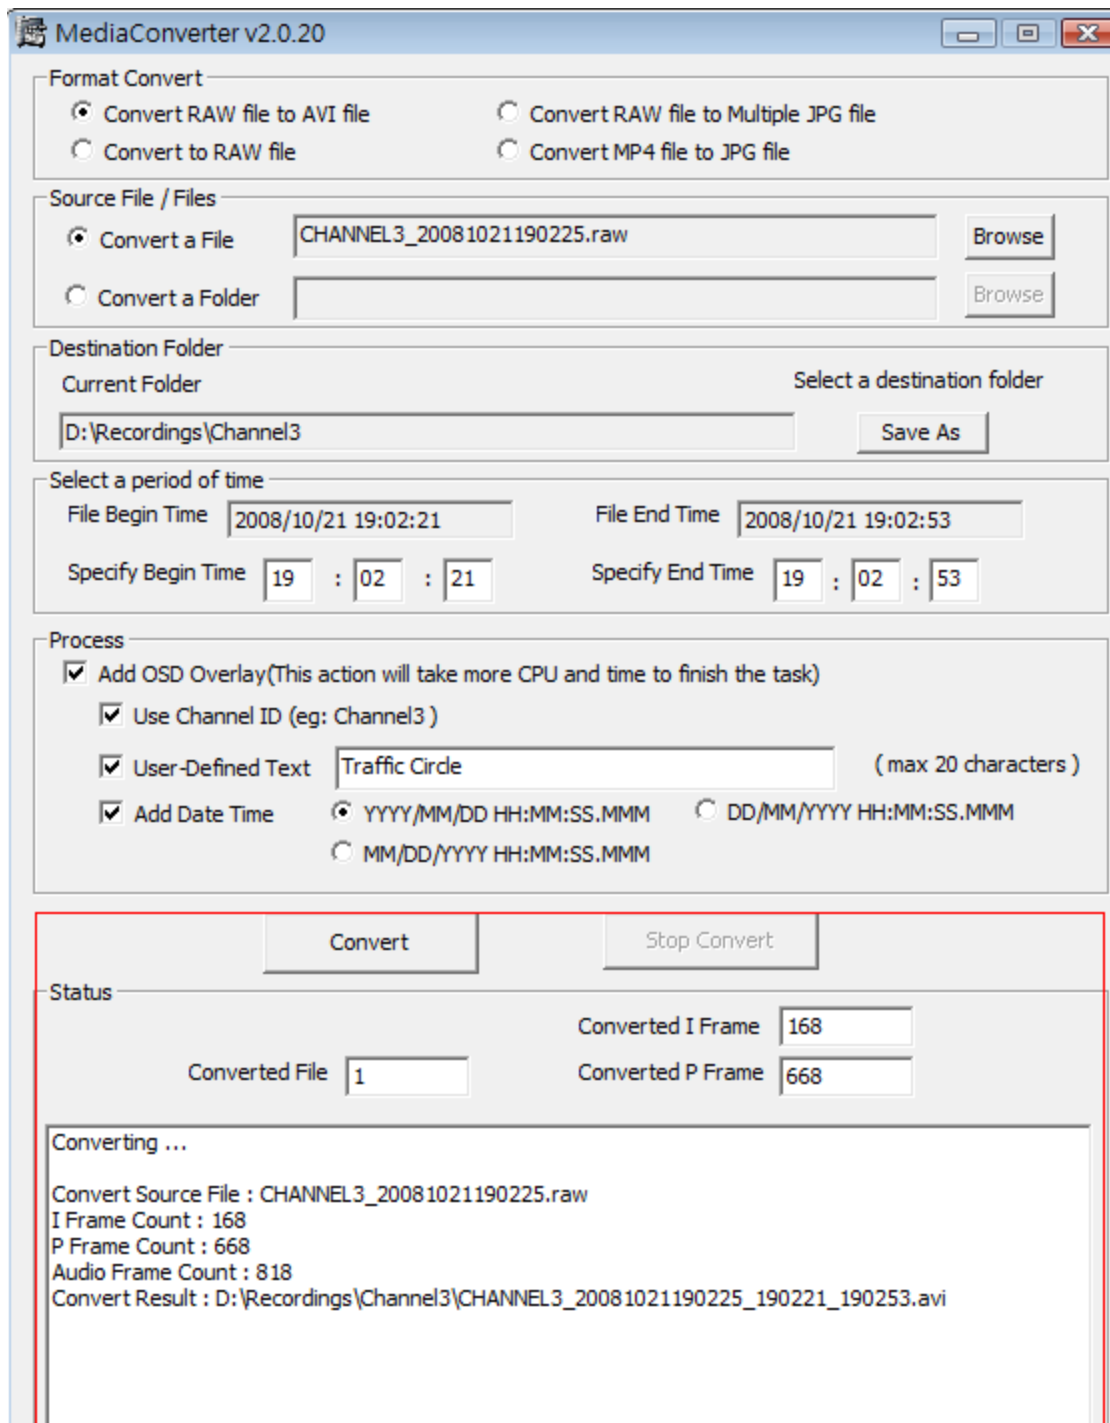 MediaConverter v2.0.20
Format Convert
Convert RAW file to AVI file
Convert RAW file to Multiple JPG file
Convert to RAW file
Convert MP4 file to JPG file
Source File / Files
Convert a File
CHANNEL3_20081021190225.raw
Browse
Convert a Folder
Browse
Destination Folder
Current Folder
Select a destination folder
D:\Recordings\Channel3
Save As
Select a period of time
File Begin Time 2008/10/21 19:02:21
File End Time 2008/10/21 19:02:53
Specify Begin Time 19 : 02 : 21
Specify End Time 19 : 02 : 53
Process
Add OSD Overlay(This action will take more CPU and time to finish the task)
Use Channel ID (eg: Channel3 )
User-Defined Text Traffic Circle ( max 20 characters )
Add Date Time YYYY/MM/DD HH:MM:SS.MMM DD/MM/YYYY HH:MM:SS.MMM
MM/DD/YYYY HH:MM:SS.MMM
Convert
Stop Convert
Status
Converted I Frame 168
Converted File 1
Converted P Frame 668
Converting ...
Convert Source File : CHANNEL3_20081021190225.raw
I Frame Count : 168
P Frame Count : 668
Audio Frame Count : 818
Convert Result : D:\Recordings\Channel3\CHANNEL3_20081021190225_190221_190253.avi